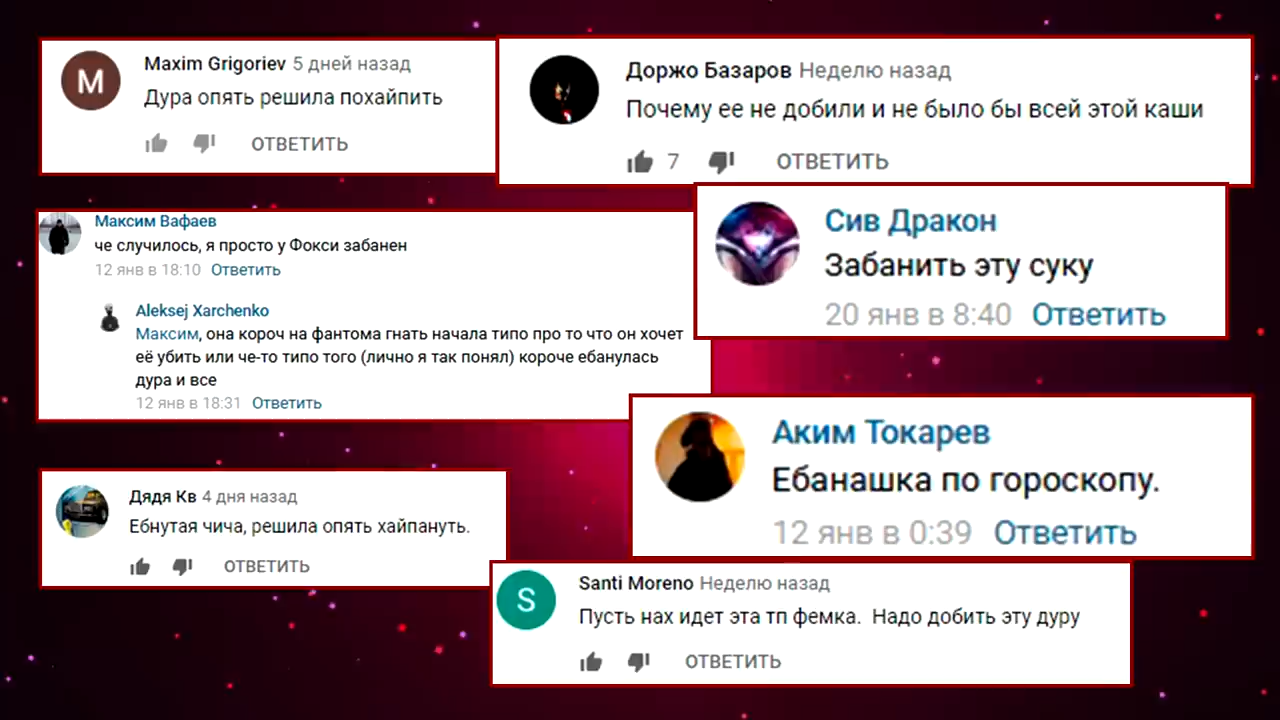 Maxim Grigoriev 5 дней назад
Дура опять решила похайпить
ОТВЕТИТЬ
Доржо Базаров Неделю назад
Почему ее не добили и не было бы всей этой каши
7 ОТВЕТИТЬ
Максим Вафаев
че случилось, я просто у Фокси забанен
12 янв в 18:10 Ответить
Aleksej Xarchenko
Максим, она короч на фантома гнать начала типо про то что он хочет
её убить или че-то типо того (лично я так понял) короче ебанулась
дура и все
12 янв в 18:31 Ответить
Сив Дракон
Забанить эту суку
20 янв в 8:40 Ответить
Аким Токарев
Ебанашка по гороскопу.
12 янв в 0:39 Ответить
Дядя Кв 4 дня назад
Ебнутая чича, решила опять хайпануть.
ОТВЕТИТЬ
S
Santi Moreno Неделю назад
Пусть нах идет эта тп фемка. Надо добить эту дуру
ОТВЕТИТЬ
M